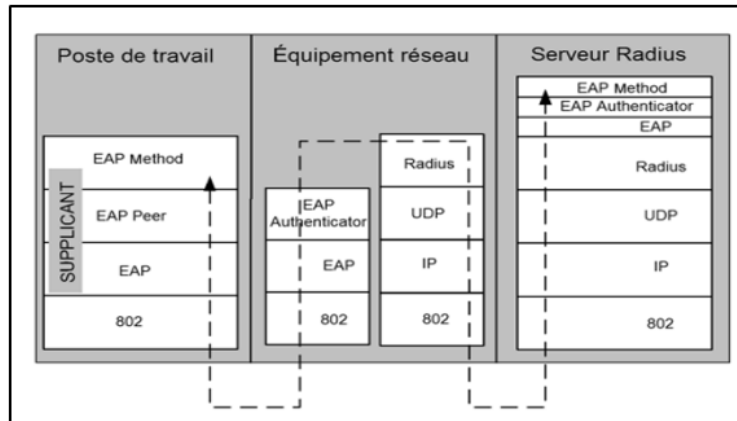 Poste de travail
EAP Method
EAP Peer
EAP
802
SUPPLICANT
Équipement réseau
EAP
Authenticator
EAP
802
Radius
UDP
IP
802
Serveur Radius
EAP Method
EAP Authenticator
EAP
Radius
UDP
IP
802